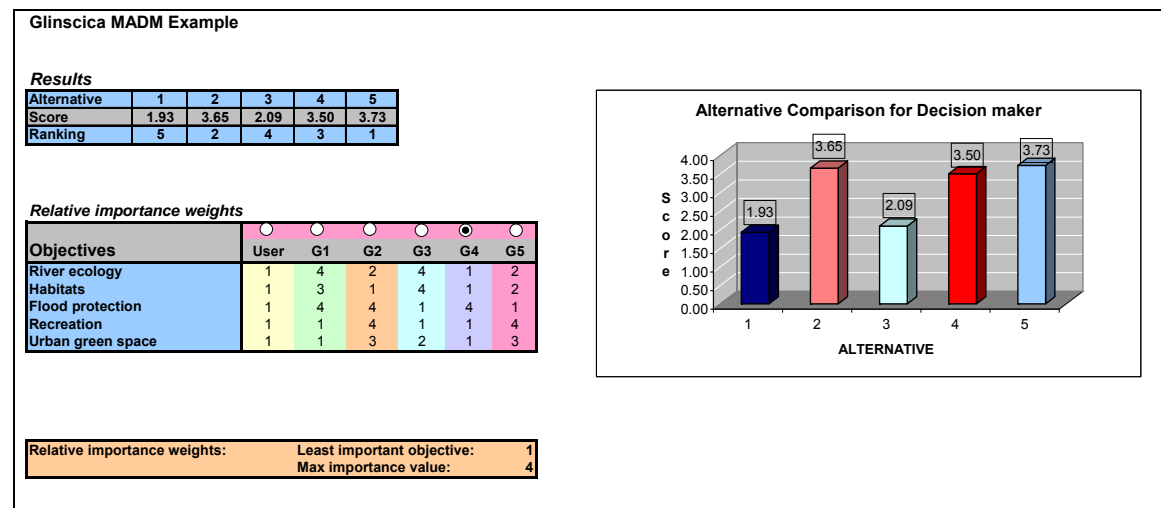 Glinscica MADM Example
Results
Alternative 1 2 3 4 5
Score 1.93 3.65 2.09 3.50 3.73
Ranking 5 2 4 3 1
Relative importance weights
Objectives User G1 G2 G3 G4 G5
River ecology 1 4 2 4 1 2
Habitats 1 3 1 4 1 2
Flood protection 1 4 4 1 4 1
Recreation 1 1 4 1 1 4
Urban green space 1 1 3 2 1 3
Relative importance weights: Least important objective: 1
Max importance value: 4
Alternative Comparison for Decision maker
Score
4.00
3.50
3.00
2.50
2.00
1.50
1.00
0.50
0.00
1.93
3.65
2.09
3.50
3.73
1 2 3 4 5
ALTERNATIVE